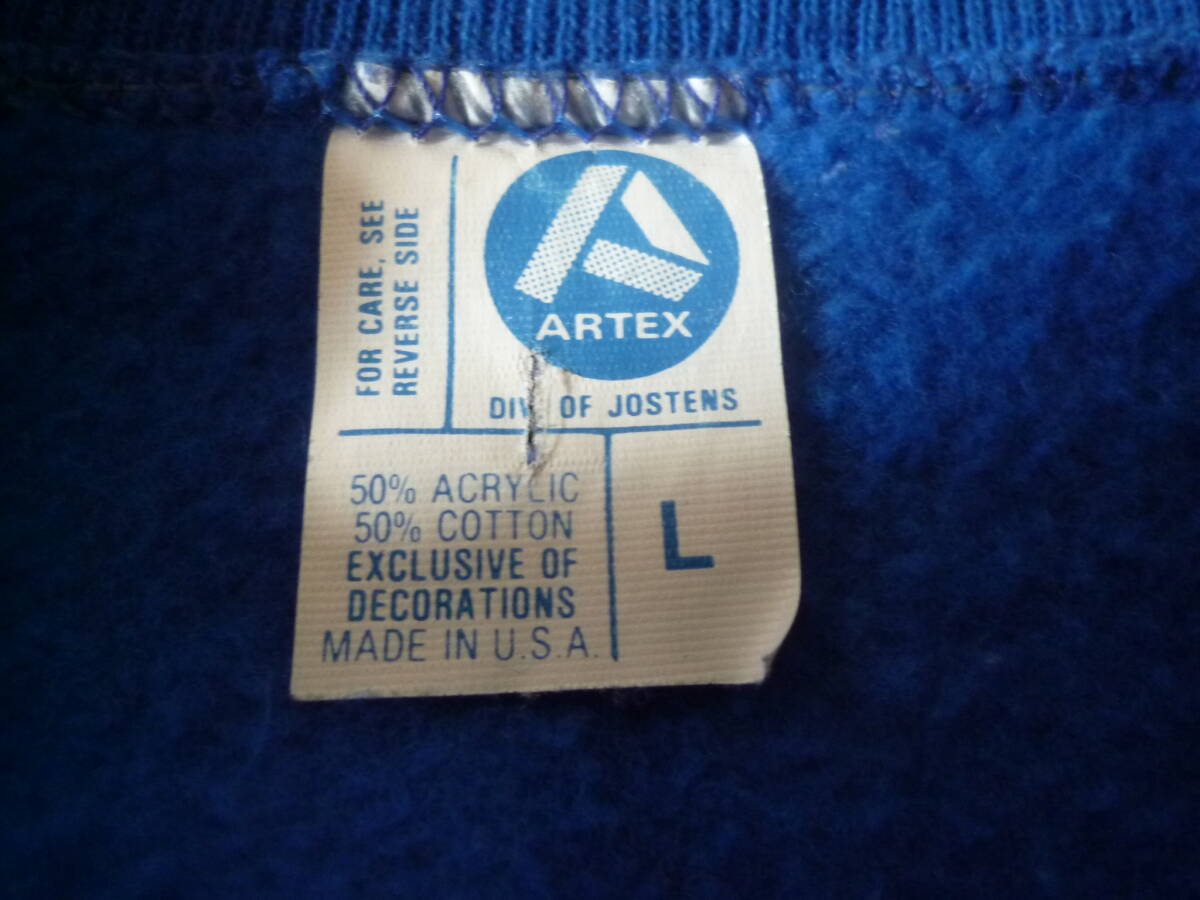 FOR CARE, SEE
REVERSE SIDE
ARTEX
DIV. OF JOSTENS
50% ACRYLIC
50% COTTON
EXCLUSIVE OF
DECORATIONS
MADE IN U.S.A.
L